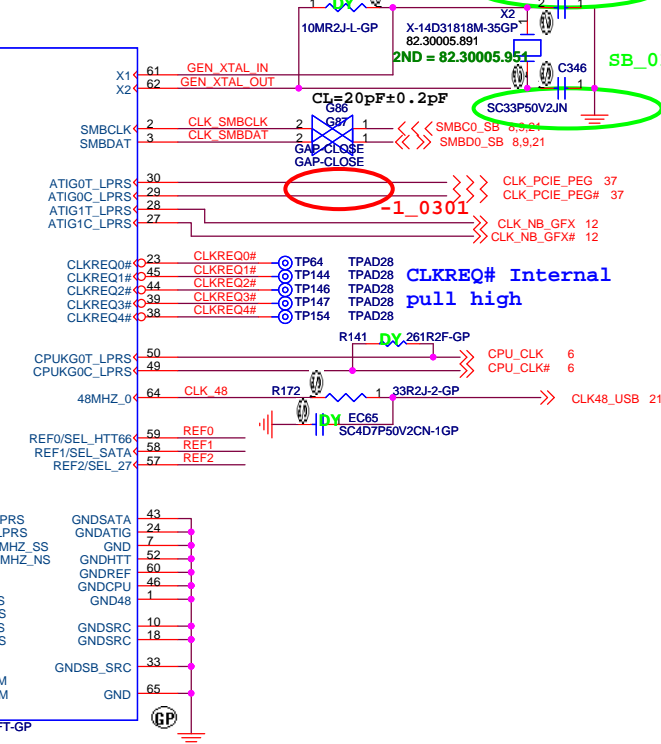 1 DY
10MR2J-L-GP
X2
X-14D31818M-35GP
82.30005.891
2ND = 82.30005.951
2 1
C346
1
SC33P50V2JN
SB_0
X1 61 GEN_XTAL_IN
X2 62 GEN_XTAL_OUT
CL=20pF±0.2pF
SMBCLK 2 CLK_SMBCLK 2 G86 1 SMBC0_SB 8,9,21
SMBDAT 3 CLK_SMBDAT 2 G87 1 SMBD0_SB 8,9,21
GAP-CLOSE
GAP-CLOSE
ATIG0T_LPRS 30 CLK_PCIE_PEG 37
ATIG0C_LPRS 29 CLK_PCIE_PEG# 37
ATIG1T_LPRS 28 -1_0301
ATIG1C_LPRS 27 CLK_NB_GFX 12
CLK_NB_GFX# 12
CLKREQ0# 23 CLKREQ0# TP64 TPAD28
CLKREQ1# 45 CLKREQ1# TP144 TPAD28
CLKREQ2# 44 CLKREQ2# TP146 TPAD28
CLKREQ3# 39 CLKREQ3# TP147 TPAD28
CLKREQ4# 38 CLKREQ4# TP154 TPAD28
CLKREQ# Internal
pull high
R141 DY 261R2F-GP
CPUKG0T_LPRS 50 CPU_CLK 6
CPUKG0C_LPRS 49 CPU_CLK# 6
48MHZ_0 64 CLK_48 R172 1 33R2J-2-GP CLK48_USB 21
DY EC65
SC4D7P50V2CN-1GP
REF0/SEL_HTT66 59 REF0
REF1/SEL_SATA 58 REF1
REF2/SEL_27 57 REF2
PRS GNDSATA 43
LPRS GNDATIG 24
MHZ_SS GND 7
MHZ_NS GNDHTT 52
GNDREF 60
GNDCPU 46
S GND48 1
S
S GNDSRC 10
S GNDSRC 18
GNDSB_SRC 33
M
M GND 65
GP
FT-GP